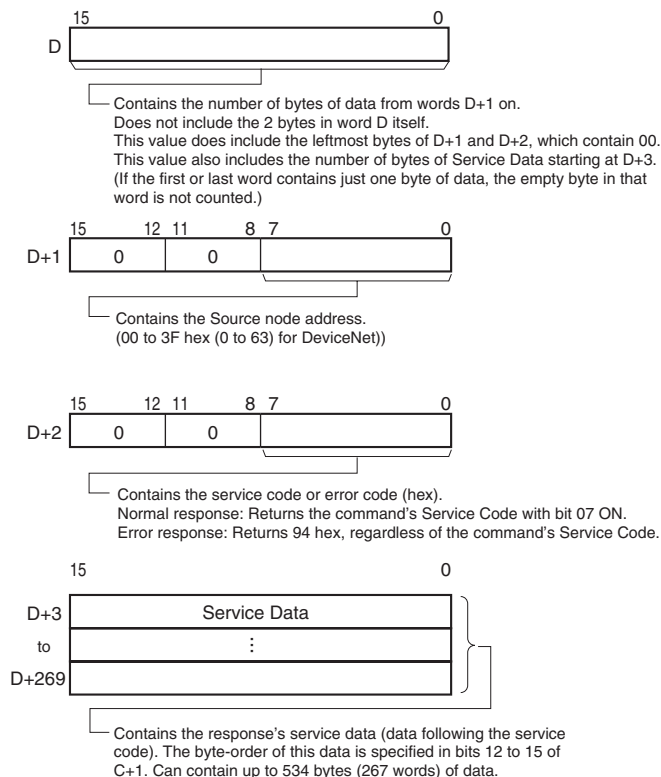 15 0
D
Contains the number of bytes of data from words D+1 on.
Does not include the 2 bytes in word D itself.
This value does include the leftmost bytes of D+1 and D+2, which contain 00.
This value also includes the number of bytes of Service Data starting at D+3.
(If the first or last word contains just one byte of data, the empty byte in that
word is not counted.)
15 12 11 8 7 0
D+1 0 0
Contains the Source node address.
(00 to 3F hex (0 to 63) for DeviceNet))
15 12 11 8 7 0
D+2 0 0
Contains the service code or error code (hex).
Normal response: Returns the command's Service Code with bit 07 ON.
Error response: Returns 94 hex, regardless of the command's Service Code.
15 0
D+3 Service Data
to ⋮
D+269
Contains the response's service data (data following the service
code). The byte-order of this data is specified in bits 12 to 15 of
C+1. Can contain up to 534 bytes (267 words) of data.